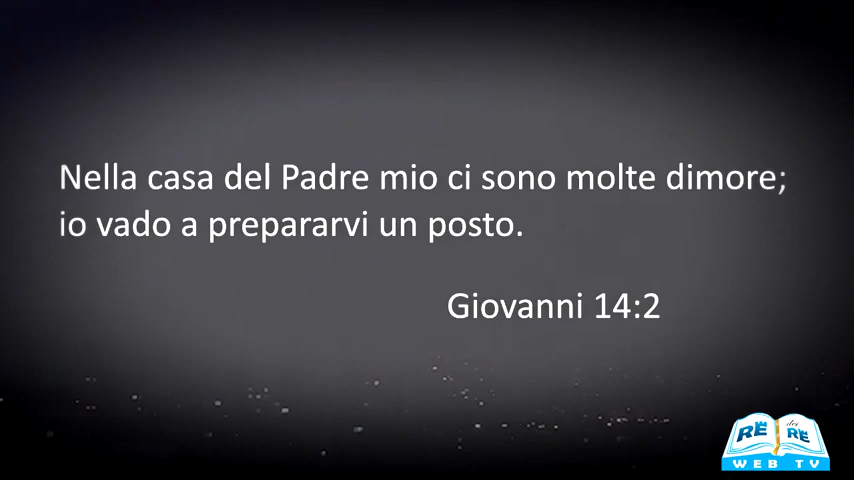 Nella casa del Padre mio ci sono molte dimore;
io vado a prepararvi un posto.
Giovanni 14:2
RE dei RE
WEB TV